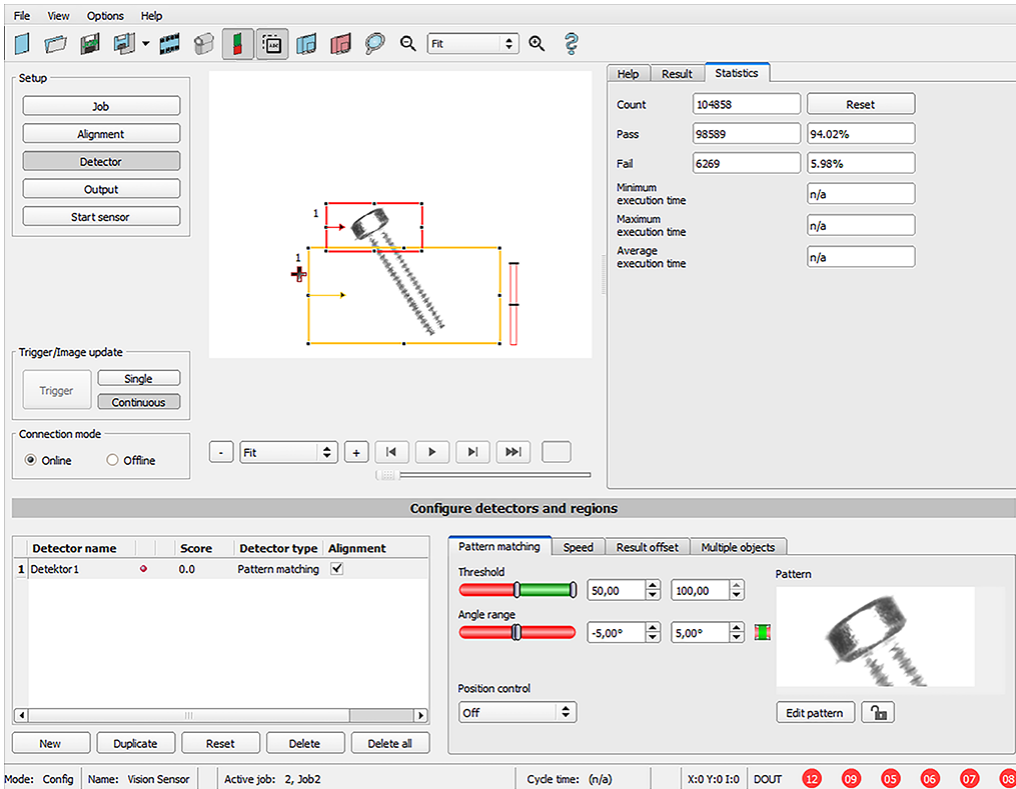 File View Options Help
ABC
Fit
Setup
Job
Alignment
Detector
Output
Start sensor
Trigger/Image update
Trigger
Single
Continuous
Connection mode
Online Offline
1
1
- Fit +
Help Result Statistics
Count 104858 Reset
Pass 98589 94.02%
Fail 6269 5.98%
Minimum
execution time n/a
Maximum
execution time n/a
Average
execution time n/a
Configure detectors and regions
Detector name Score Detector type Alignment
1 Detektor1 0.0 Pattern matching
New Duplicate Reset Delete Delete all
Pattern matching Speed Result offset Multiple objects
Threshold
50,00 100,00
Angle range
-5,00° 5,00°
Position control
Off
Pattern
Edit pattern
Mode: Config Name: Vision Sensor Active job: 2, Job2 Cycle time: (n/a) X:0 Y:0 I:0 DOUT 12 09 05 06 07 08